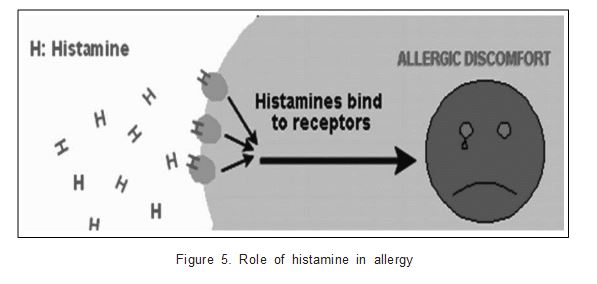 H: Histamine
ALLERGIC DISCOMFORT
Histamines bind
to receptors
H
H
H
H
H
H
H
H
H
H
H
H
Figure 5. Role of histamine in allergy